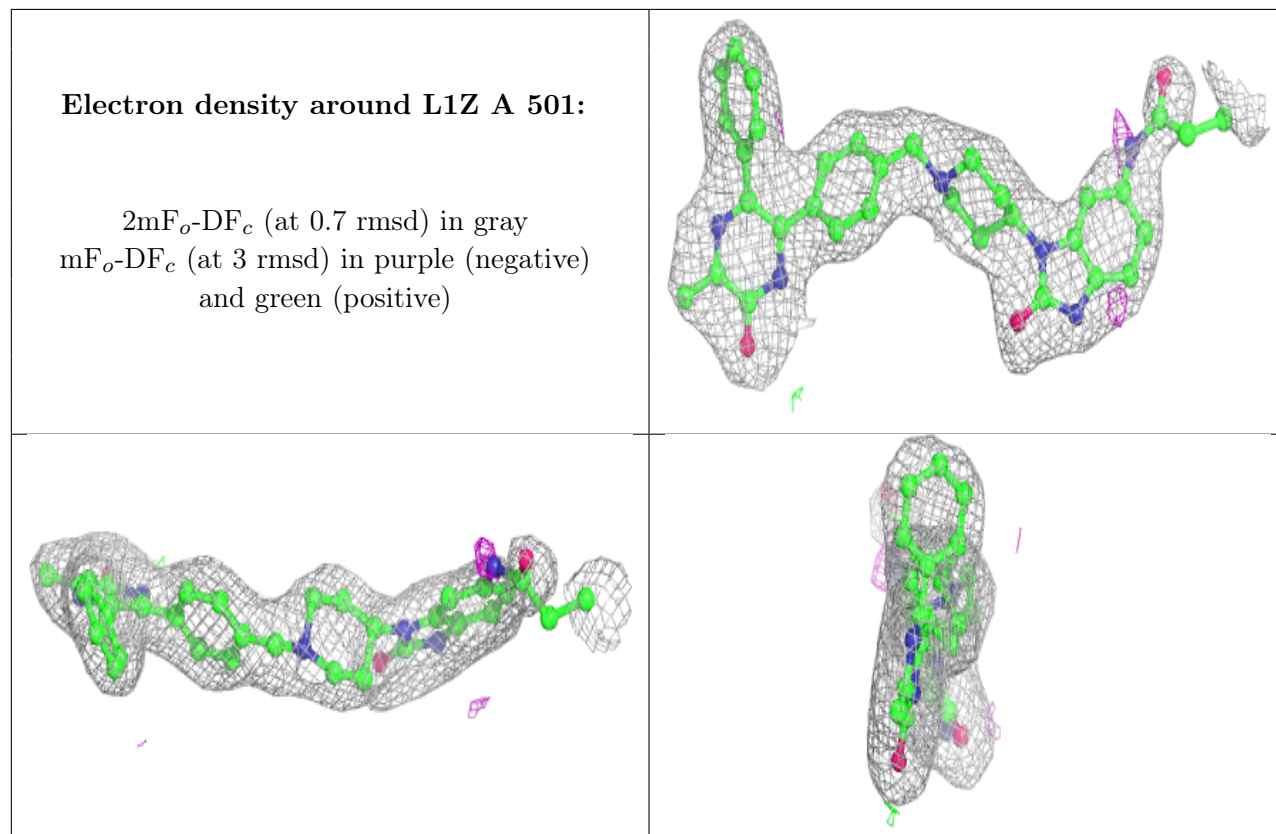 Electron density around L1Z A 501:
2mFo-DFc (at 0.7 rmsd) in gray
mFo-DFc (at 3 rmsd) in purple (negative)
and green (positive)